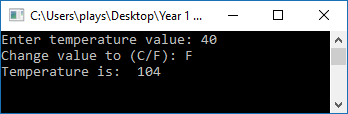 C:\Users\plays\Desktop\Year 1 ...
Enter temperature value: 40
Change value to (C/F): F
Temperature is:  104